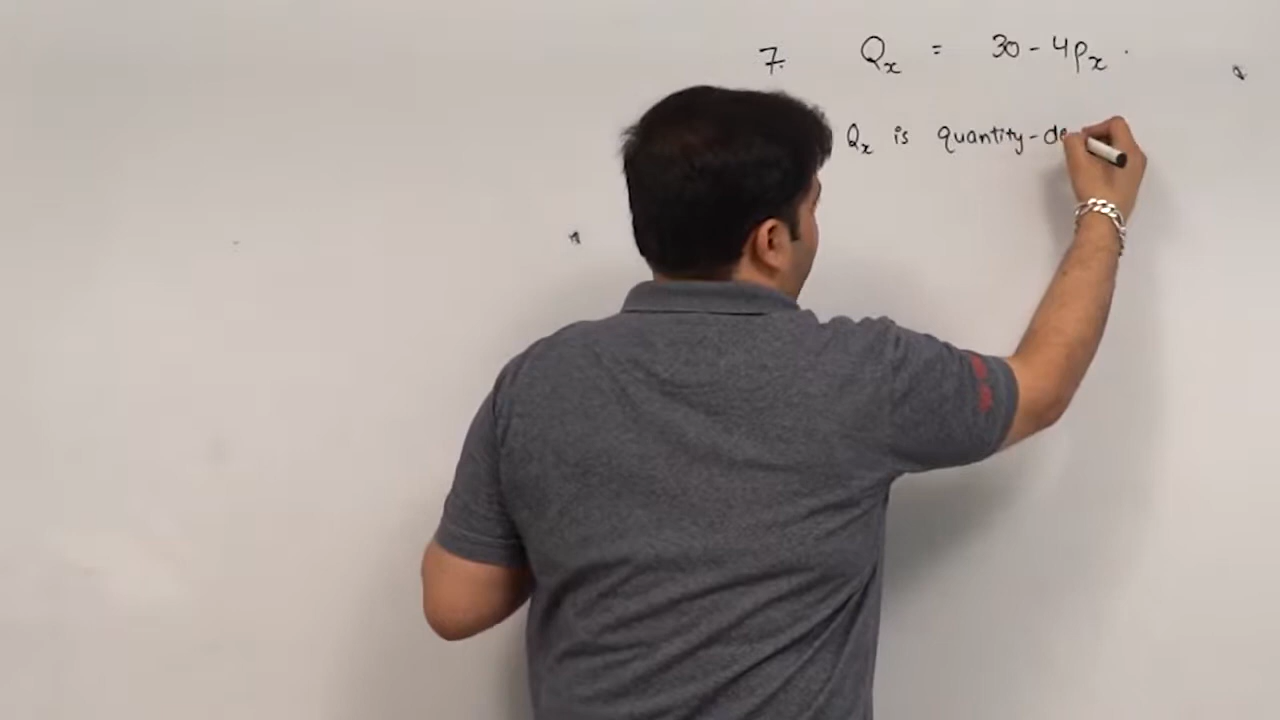 7. Qx = 30 - 4Px.
Qx is quantity-de